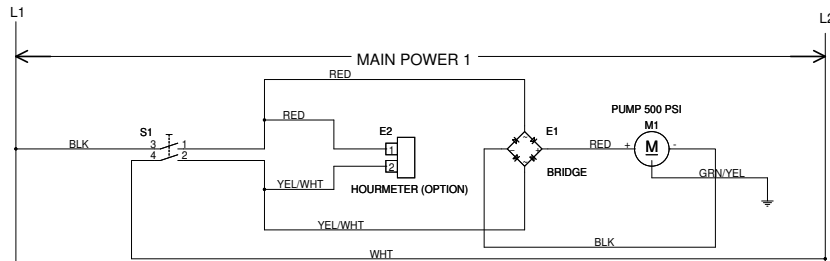 L1
L2
MAIN POWER 1
RED
PUMP 500 PSI
S1
RED
E2
E1
M1
BLK
3
1
1
~
RED
+
M
-
4
2
2
-
+
~
YEL/WHT
HOURMETER (OPTION)
BRIDGE
GRN/YEL
YEL/WHT
BLK
WHT